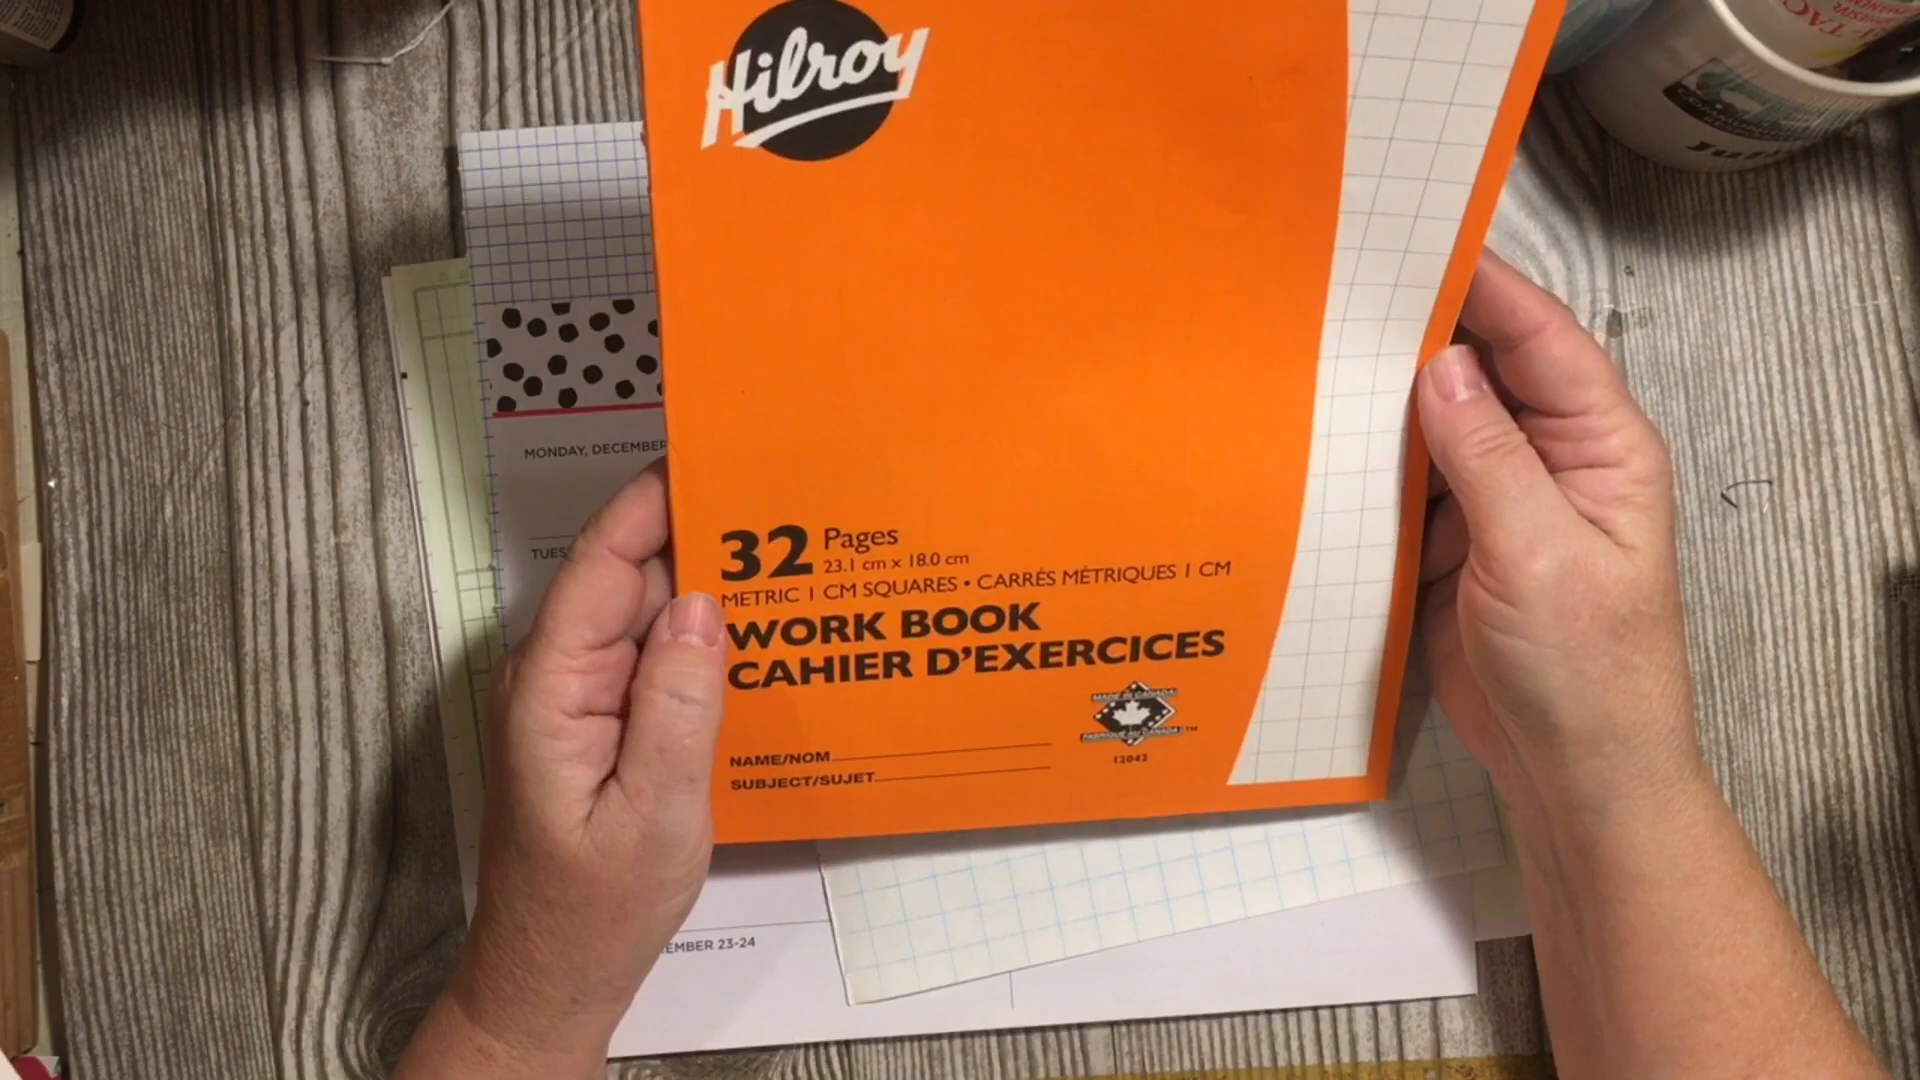 Hilroy
32 Pages
23.1 cm x 18.0 cm
METRIC 1 CM SQUARES • CARRÉS MÉTRIQUES 1 CM
WORK BOOK
CAHIER D'EXERCICES
MADE IN CANADA
FABRIQUÉ AU CANADA ™
12042
NAME/NOM
SUBJECT/SUJET
MONDAY, DECEMBER
TUES
EMBER 23-24